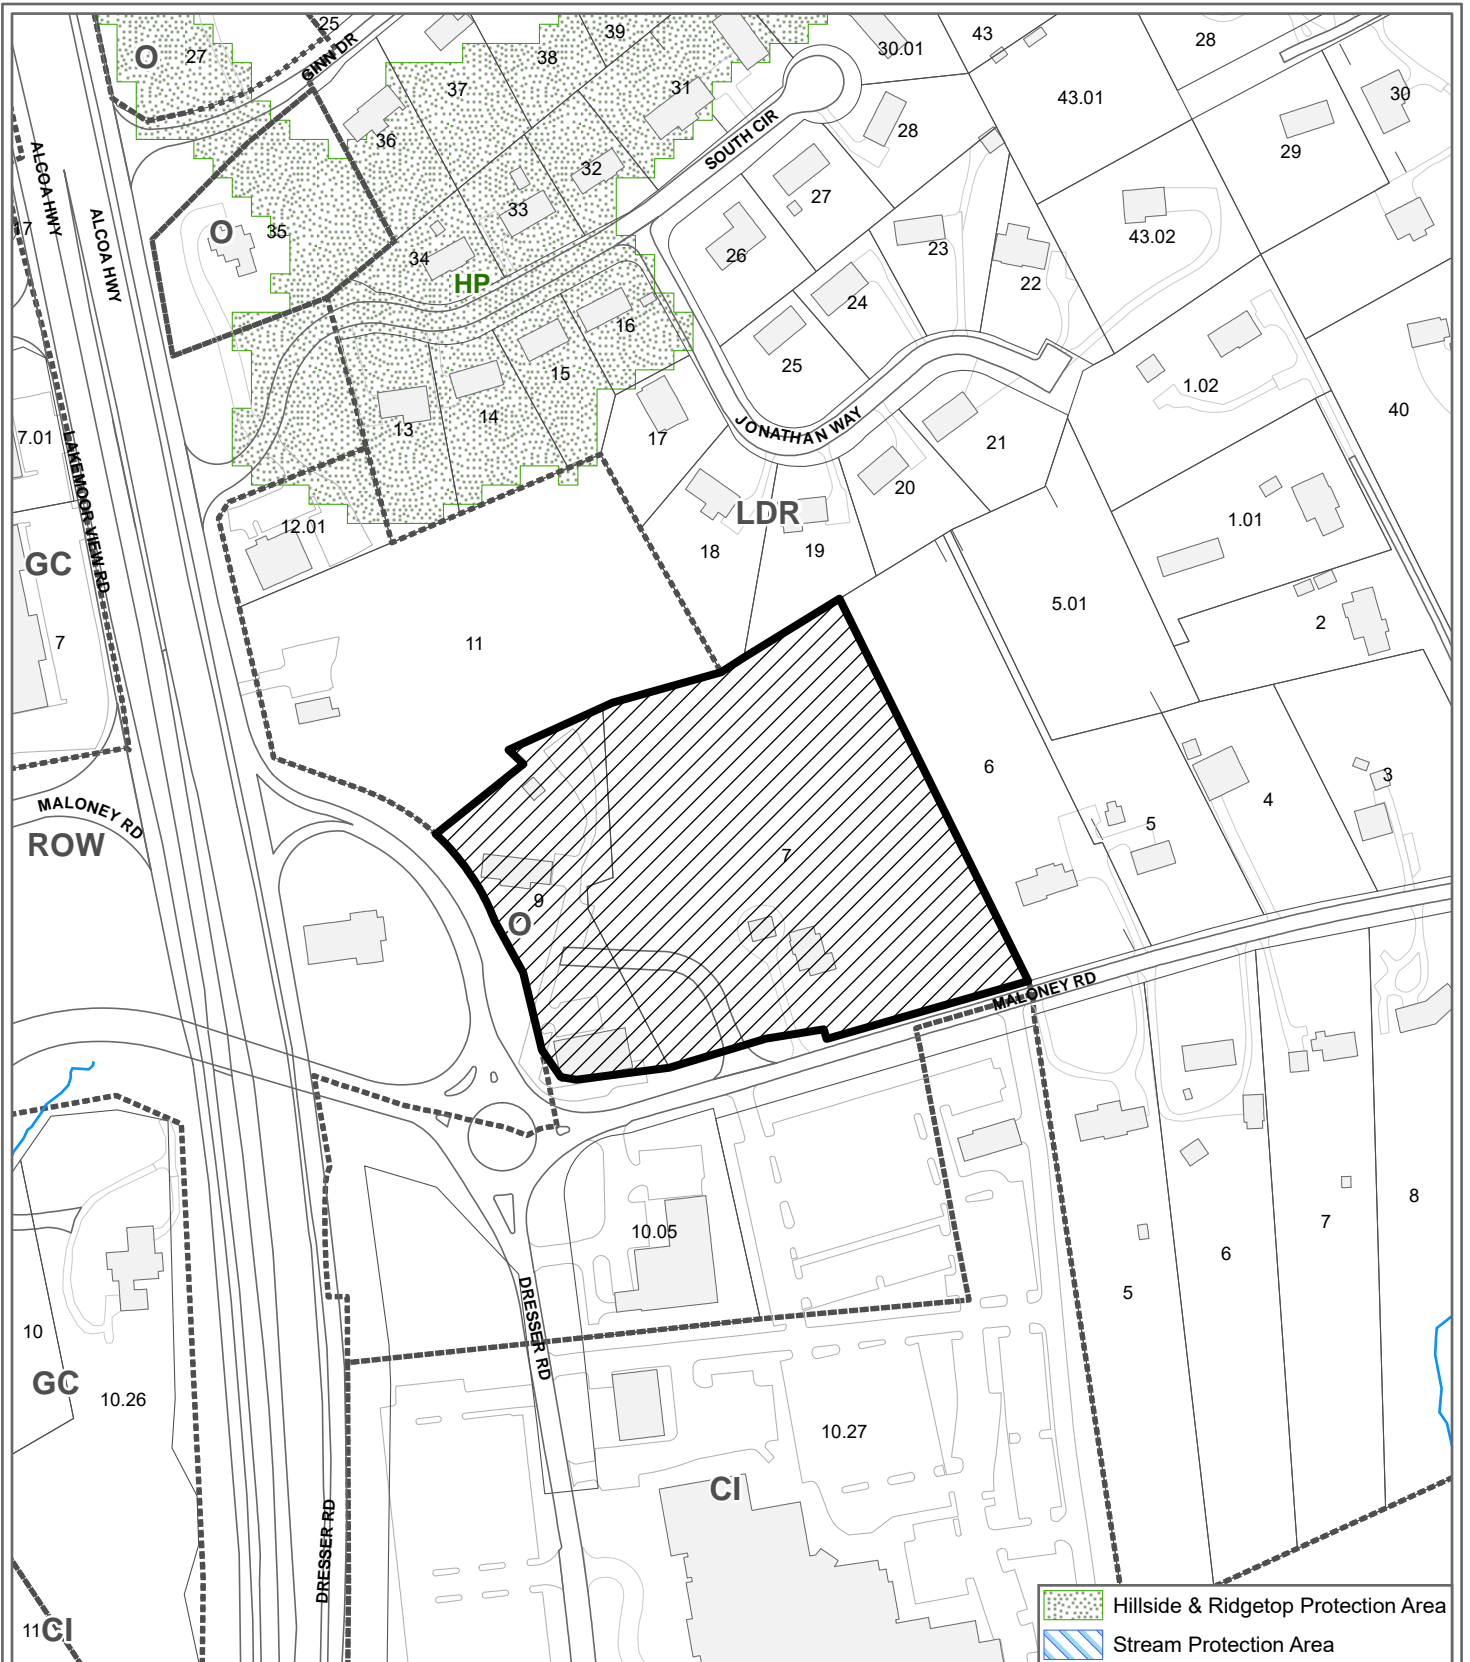 25
39
30.01
43
28
O
27
GINN DR
38
37
31
43.01
30
36
28
29
SOUTH CIR
ALCOA HWY
32
27
7
ALCOA HWY
O
35
33
26
23
43.02
34
22
HP
24
16
25
15
1.02
40
14
13
17
JONATHAN WAY
7.01
LAKEMOOR VIEW RD
21
20
12.01
LDR
1.01
18
19
GC
5.01
2
7
11
6
3
4
MALONEY RD
5
ROW
7
9
O
MALONEY RD
8
10.05
7
6
5
DRESSER RD
10
GC
10.26
10.27
CI
DRESSER RD
11
CI
Hillside & Ridgetop Protection Area
Stream Protection Area